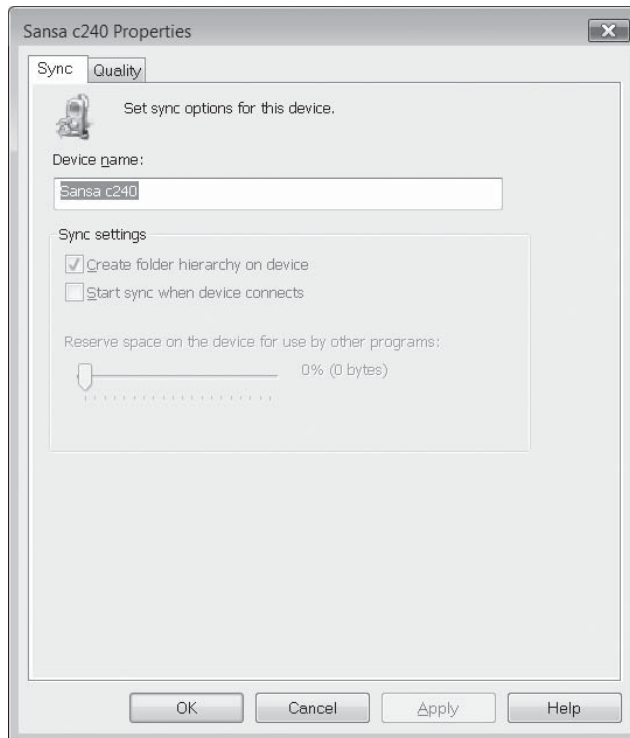 Sansa c240 Properties
Sync Quality
Set sync options for this device.
Device name:
Sansa c240
Sync settings
Create folder hierarchy on device
Start sync when device connects
Reserve space on the device for use by other programs:
0% (0 bytes)
OK Cancel Apply Help